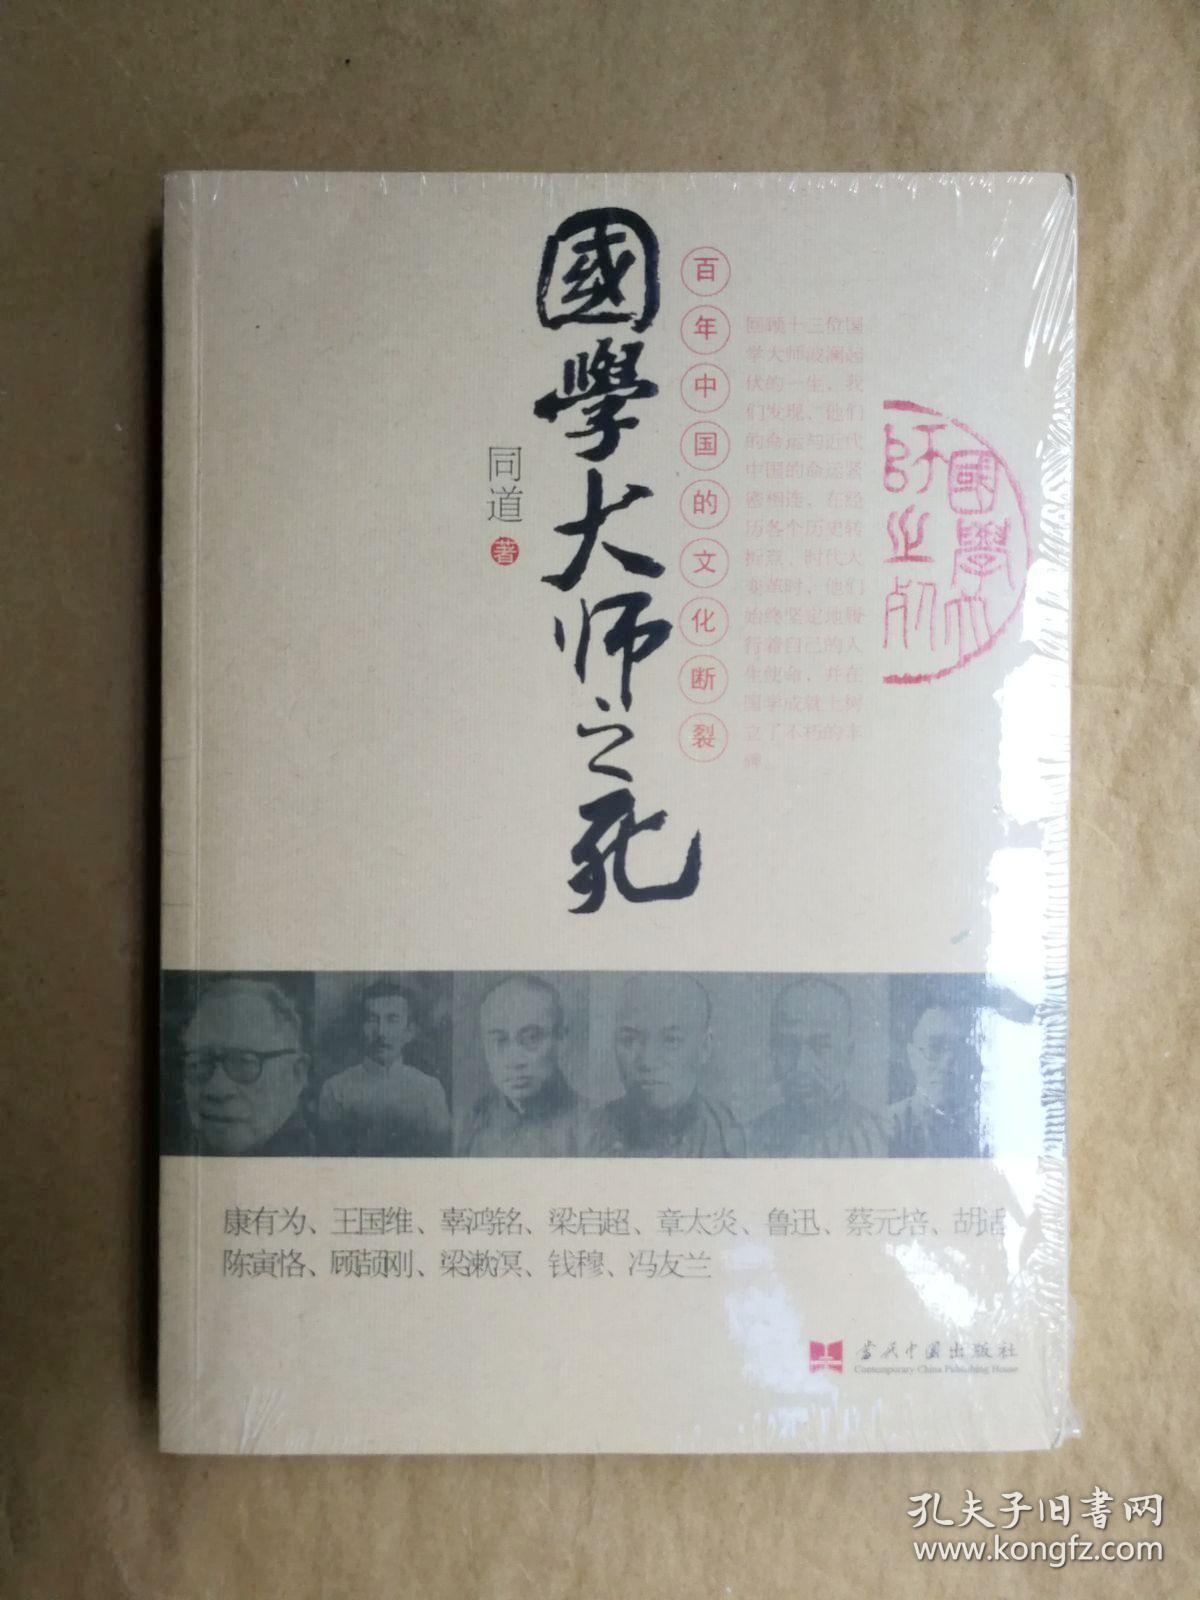 國學大师之死
百年中国的文化断裂
回顾十三位国
学大师波澜起
伏的一生，我
们发现，他们
的命运与近代
中国的命运紧
密相连，在经
历各个历史转
折点、时代大
变革时，他们
始终坚定地履
行着自己的人
生使命，并在
国学成就上树
立了不朽的丰
碑。
國學大
师之死
同道 著
康有为、王国维、辜鸿铭、梁启超、章太炎、鲁迅、蔡元培、胡适
陈寅恪、顾颉刚、梁漱溟、钱穆、冯友兰
当代中国出版社
Contemporary China Publishing House
孔夫子旧书网
www.kongfz.com